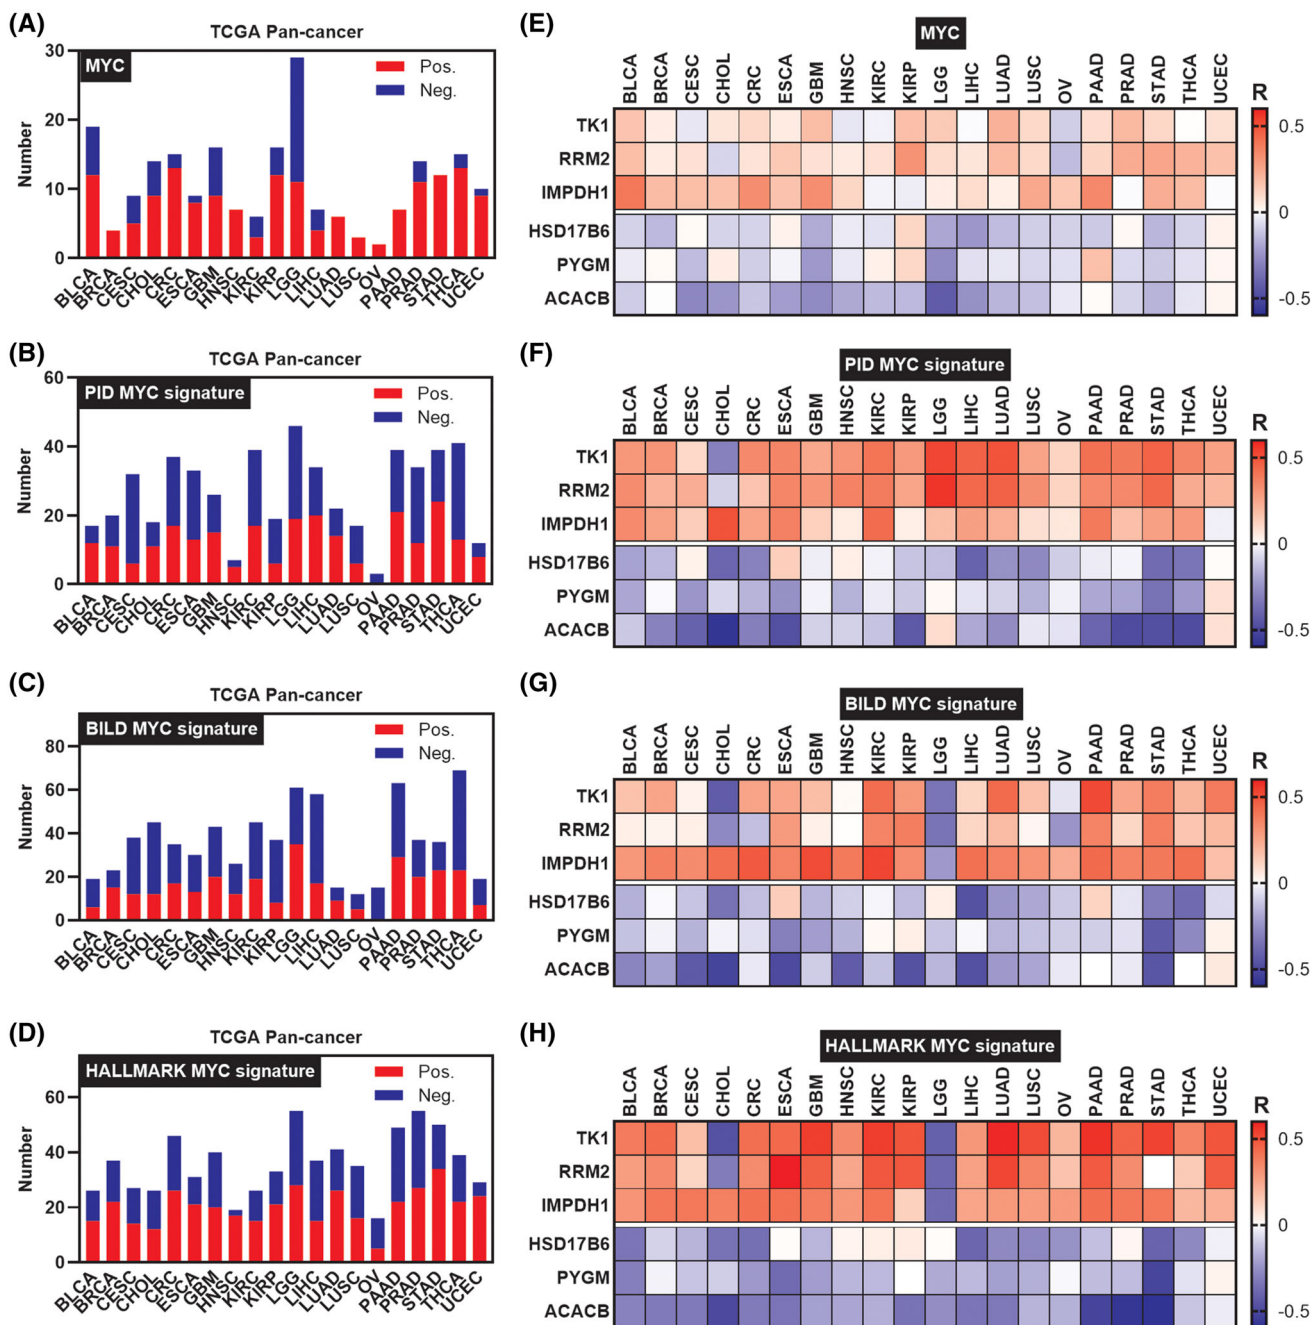 (A)
TCGA Pan-cancer
MYC
Pos.
Neg.
Number
30
20
10
0
BLCA BRCA CESC CHOL CRC ESCA GBM HNSC KIRC KIRP LGG LIHC LUAD LUSC OV PAAD PRAD STAD THCA UCEC
(E)
MYC
BLCA BRCA CESC CHOL CRC ESCA GBM HNSC KIRC KIRP LGG LIHC LUAD LUSC OV PAAD PRAD STAD THCA UCEC
R
TK1
RRM2
IMPDH1
HSD17B6
PYGM
ACACB
0.5
0
-0.5
(B)
TCGA Pan-cancer
PID MYC signature
Pos.
Neg.
Number
60
40
20
0
BLCA BRCA CESC CHOL CRC ESCA GBM HNSC KIRC KIRP LGG LIHC LUAD LUSC OV PAAD PRAD STAD THCA UCEC
(F)
PID MYC signature
BLCA BRCA CESC CHOL CRC ESCA GBM HNSC KIRC KIRP LGG LIHC LUAD LUSC OV PAAD PRAD STAD THCA UCEC
R
TK1
RRM2
IMPDH1
HSD17B6
PYGM
ACACB
0.5
0
-0.5
(C)
TCGA Pan-cancer
BILD MYC signature
Pos.
Neg.
Number
80
60
40
20
0
BLCA BRCA CESC CHOL CRC ESCA GBM HNSC KIRC KIRP LGG LIHC LUAD LUSC OV PAAD PRAD STAD THCA UCEC
(G)
BILD MYC signature
BLCA BRCA CESC CHOL CRC ESCA GBM HNSC KIRC KIRP LGG LIHC LUAD LUSC OV PAAD PRAD STAD THCA UCEC
R
TK1
RRM2
IMPDH1
HSD17B6
PYGM
ACACB
0.5
0
-0.5
(D)
TCGA Pan-cancer
HALLMARK MYC signature
Pos.
Neg.
Number
60
40
20
0
BLCA BRCA CESC CHOL CRC ESCA GBM HNSC KIRC KIRP LGG LIHC LUAD LUSC OV PAAD PRAD STAD THCA UCEC
(H)
HALLMARK MYC signature
BLCA BRCA CESC CHOL CRC ESCA GBM HNSC KIRC KIRP LGG LIHC LUAD LUSC OV PAAD PRAD STAD THCA UCEC
R
TK1
RRM2
IMPDH1
HSD17B6
PYGM
ACACB
0.5
0
-0.5